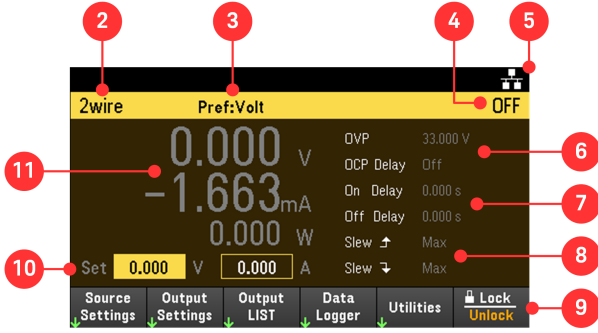 2 3 4 5
2wire Pref:Volt OFF
0.000 V OVP 33.000 V 6
11 −1.663mA OCP Delay Off
On Delay 0.000 s 7
0.000 W Off Delay 0.000 s
Slew Max 8
10 Set 0.000 V 0.000 A Slew Max
Source Settings Output Settings Output LIST Data Logger Utilities Lock Unlock 9